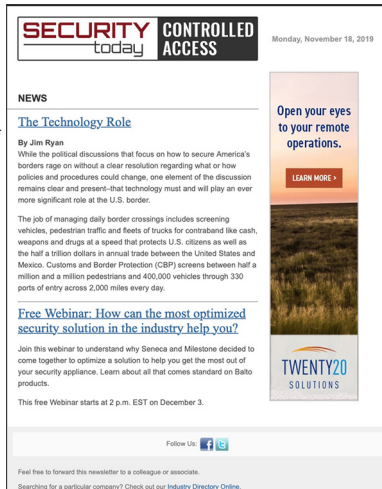 SECURITY
today
CONTROLLED
ACCESS
Monday, November 18, 2019
NEWS
The Technology Role
By Jim Ryan
While the political discussions that focus on how to secure America's
borders rage on without a clear resolution regarding what or how
policies and procedures could change, one element of the discussion
remains clear and present–that technology must and will play an ever
more significant role at the U.S. border.
The job of managing daily border crossings includes screening
vehicles, pedestrian traffic and fleets of trucks for contraband like cash,
weapons and drugs at a speed that protects U.S. citizens as well as
the half a trillion dollars in annual trade between the United States and
Mexico. Customs and Border Protection (CBP) screens between half a
million and a million pedestrians and 400,000 vehicles through 330
ports of entry across 2,000 miles every day.
Free Webinar: How can the most optimized
security solution in the industry help you?
Join this webinar to understand why Seneca and Milestone decided to
come together to optimize a solution to help you get the most out of
your security appliance. Learn about all that comes standard on Balto
products.
This free Webinar starts at 2 p.m. EST on December 3.
Open your eyes
to your remote
operations.
LEARN MORE >
TWENTY20
SOLUTIONS
Follow Us:
Feel free to forward this newsletter to a colleague or associate.
Searching for a particular company? Check out our Industry Directory Online.